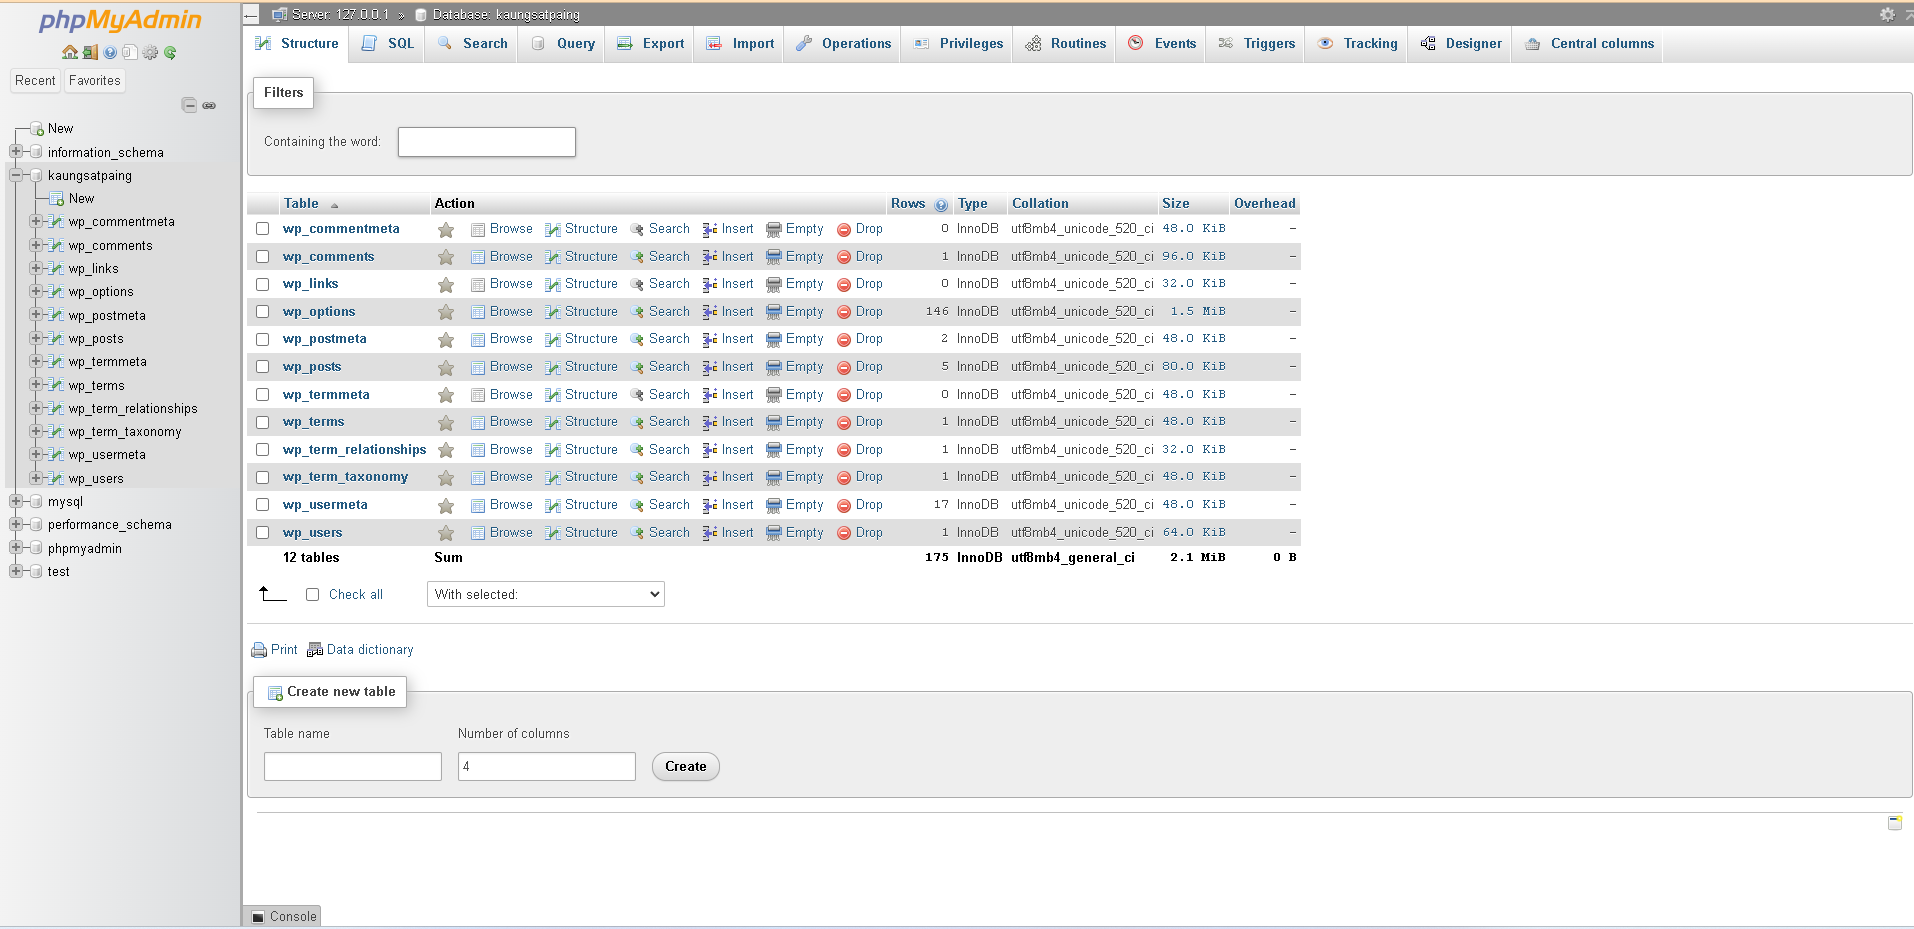 phpMyAdmin
Recent Favorites
New
information_schema
kaungsatpaing
New
wp_commentmeta
wp_comments
wp_links
wp_options
wp_postmeta
wp_posts
wp_termmeta
wp_terms
wp_term_relationships
wp_term_taxonomy
wp_usermeta
wp_users
mysql
performance_schema
phpmyadmin
test
Server: 127.0.0.1 » Database: kaungsatpaing
Structure SQL Search Query Export Import Operations Privileges Routines Events Triggers Tracking Designer Central columns
Filters
Containing the word:
Table Action Rows Type Collation Size Overhead
wp_commentmeta Browse Structure Search Insert Empty Drop 0 InnoDB utf8mb4_unicode_520_ci 48.0 KiB –
wp_comments Browse Structure Search Insert Empty Drop 1 InnoDB utf8mb4_unicode_520_ci 96.0 KiB –
wp_links Browse Structure Search Insert Empty Drop 0 InnoDB utf8mb4_unicode_520_ci 32.0 KiB –
wp_options Browse Structure Search Insert Empty Drop 146 InnoDB utf8mb4_unicode_520_ci 1.5 MiB –
wp_postmeta Browse Structure Search Insert Empty Drop 2 InnoDB utf8mb4_unicode_520_ci 48.0 KiB –
wp_posts Browse Structure Search Insert Empty Drop 5 InnoDB utf8mb4_unicode_520_ci 80.0 KiB –
wp_termmeta Browse Structure Search Insert Empty Drop 0 InnoDB utf8mb4_unicode_520_ci 48.0 KiB –
wp_terms Browse Structure Search Insert Empty Drop 1 InnoDB utf8mb4_unicode_520_ci 48.0 KiB –
wp_term_relationships Browse Structure Search Insert Empty Drop 1 InnoDB utf8mb4_unicode_520_ci 32.0 KiB –
wp_term_taxonomy Browse Structure Search Insert Empty Drop 1 InnoDB utf8mb4_unicode_520_ci 48.0 KiB –
wp_usermeta Browse Structure Search Insert Empty Drop 17 InnoDB utf8mb4_unicode_520_ci 48.0 KiB –
wp_users Browse Structure Search Insert Empty Drop 1 InnoDB utf8mb4_unicode_520_ci 64.0 KiB –
12 tables Sum 175 InnoDB utf8mb4_general_ci 2.1 MiB 0 B
Check all With selected:
Print Data dictionary
Create new table
Table name Number of columns
4 Create
Console